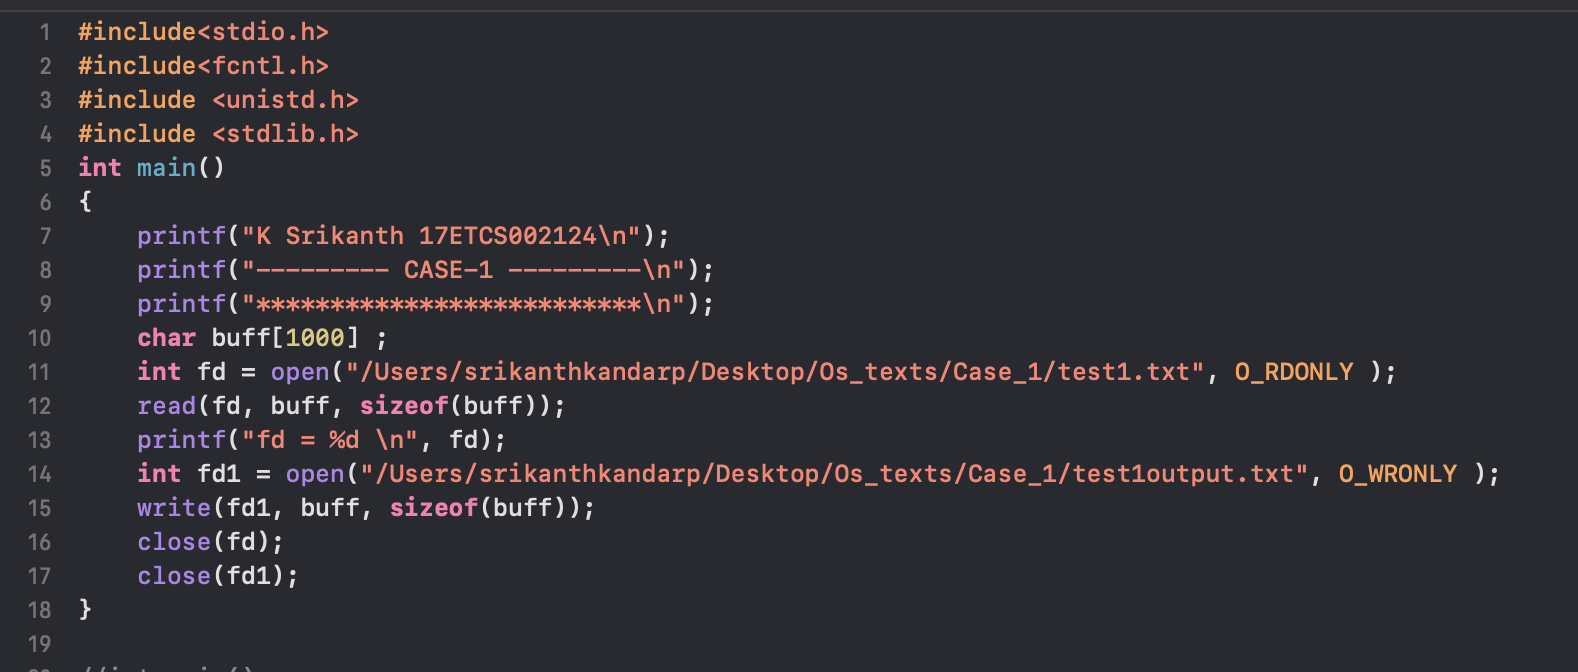 1 #include<stdio.h>
2 #include<fcntl.h>
3 #include <unistd.h>
4 #include <stdlib.h>
5 int main()
6 {
7     printf("K Srikanth 17ETCS002124\n");
8     printf("--------- CASE-1 ---------\n");
9     printf("**************************\n");
10     char buff[1000] ;
11     int fd = open("/Users/srikanthkandarp/Desktop/Os_texts/Case_1/test1.txt", O_RDONLY );
12     read(fd, buff, sizeof(buff));
13     printf("fd = %d \n", fd);
14     int fd1 = open("/Users/srikanthkandarp/Desktop/Os_texts/Case_1/test1output.txt", O_WRONLY );
15     write(fd1, buff, sizeof(buff));
16     close(fd);
17     close(fd1);
18 }
19